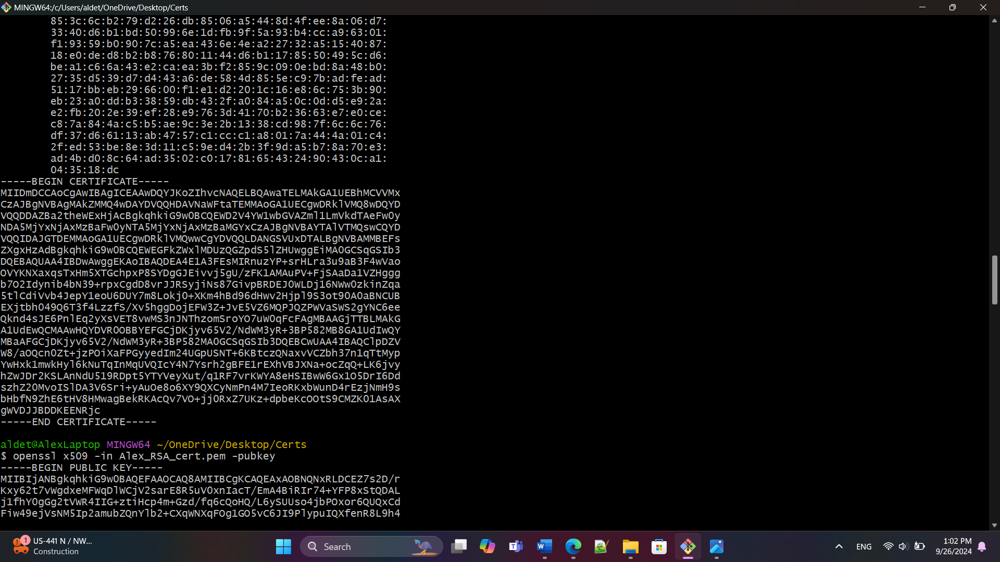 MINGW64:/c/Users/aldet/OneDrive/Desktop/Certs
85:3c:6c:b2:79:d2:26:db:85:06:a5:44:8d:4f:ee:8a:06:d7:
33:40:d6:b1:bd:50:99:6e:1d:fb:9f:5a:93:b4:cc:a9:63:01:
f1:93:59:b0:90:7c:a5:ea:43:6e:4e:a2:27:32:a5:15:40:87:
18:e0:de:d8:b2:b8:76:80:11:44:d6:b1:17:85:50:49:5c:d6:
be:a1:c6:6a:43:e2:ca:ea:3b:f2:85:9c:09:0e:bd:8a:48:b0:
27:35:d5:39:d7:d4:43:a6:de:58:4d:85:5e:c9:7b:ad:fe:ad:
51:17:bb:eb:29:66:00:f1:e1:d2:20:1c:16:e8:6c:75:3b:90:
eb:23:a0:dd:b3:38:59:db:43:2f:a0:84:a5:0c:0d:d5:e9:2a:
e2:fb:20:2e:39:ef:28:e9:76:3d:41:70:b2:36:63:e7:e0:ce:
c8:7a:84:4a:c5:b5:ae:9c:3e:2b:13:38:cd:98:7f:6c:6c:76:
df:37:d6:61:13:ab:47:57:c1:cc:c1:a8:01:7a:44:4a:01:c4:
2f:ed:53:be:8e:3d:11:c5:9e:d4:2b:3f:9d:a5:b7:8a:70:e3:
ad:4b:d0:8c:64:ad:35:02:c0:17:81:65:43:24:90:43:0c:a1:
04:35:18:dc
-----BEGIN CERTIFICATE-----
MIIDmDCCAoCgAwIBAgICEAAwDQYJKoZIhvcNAQELBQAwaTELMAkGA1UEBhMCVVMx
CzAJBgNVBAgMAkZMMQ4wDAYDVQQHDAVNaWFtaTEMMAoGA1UECgwDRklVMQ8wDQYD
VQQDDAZBa2theWExHjAcBgkqhkiG9w0BCQEWD2V4YW1wbGVAZml1LmVkdTAeFw0y
NDA5MjYxNjAxMzBaFw0yNTA5MjYxNjAxMzBaMGYxCzAJBgNVBAYTAlVTMQswCQYD
VQQIDAJGTDEMMAoGA1UECgwDRklVMQwwCgYDVQQLDANGSVUxDTALBgNVBAMMBEFs
ZXgxHzAdBgkqhkiG9w0BCQEWEGFkZWxlMDUzQGZpdS5lZHUwggEiMA0GCSqGSIb3
DQEBAQUAA4IBDwAwggEKAoIBAQDEA4E1A3FEsMIRnuzYP+srHLra3u9aB3F4wVao
OVYKNXaxqsTxHm5XTGchpxP8SYDgGJEivvj5gU/zFK1AMAuPV+FjSAaDa1VZHggg
b7O2Idynib4bN39+rpxCgdD8vrJJRSyjiNs87GivpBRDEJ0WLDj16NWw0zkinZqa
5tlCdiVvb4JepY1eoU6DUY7m8Lokj0+XKm4hBd96dHwv2Hjpl9S3ot90A0aBNCUB
EXjtbh049Q6T3f4LzzfS/Xv5hggDojEFW3Z+JvE5VZ6MQPJQZPWVaSWS2gYNC6ee
Qknd4sJE6PnlEq2yXsVET8vwMS3nJNThzomSroYO7uW0qFcFAgMBAAGjTTBLMAkG
A1UdEwQCMAAwHQYDVR0OBBYEFGCjDKjyv65V2/NdWM3yR+3BP582MB8GA1UdIwQY
MBaAFGCjDKjyv65V2/NdWM3yR+3BP582MA0GCSqGSIb3DQEBCwUAA4IBAQClpDZV
W8/aOQcn0Zt+jzPOiXaFPGyyedIm24UGpUSNT+6KBtczQNaxvVCZbh37n1qTtMyp
YwHxk1mwkHyl6kNuTqInMqUVQIcY4N7Ysrh2gBFE1rEXhVBJXNa+ocZqQ+LK6jvy
hZwJDr2KSLAnNdU519RDpt5YTYVeyXut/q1RF7vrKWYA8eHSIBwW6Gx1O5DrI6Dd
szhZ20MvoISlDA3V6Sri+yAuOe8o6XY9QXCyNmPn4M7IeoRKxbWunD4rEzjNmH9s
bHbfN9ZhE6tHV8HMwagBekRKAcQv7VO+jj0RxZ7UKz+dpbeKcOOtS9CMZK01AsAX
gWVDJJBDDKEENRjc
-----END CERTIFICATE-----
aldet@AlexLaptop MINGW64 ~/OneDrive/Desktop/Certs
$ openssl x509 -in Alex_RSA_cert.pem -pubkey
-----BEGIN PUBLIC KEY-----
MIIBIjANBgkqhkiG9w0BAQEFAAOCAQ8AMIIBCgKCAQEAxAOBNQNxRLDCEZ7s2D/r
Kxy62t7vWgdxeMFWqDlWCjV2sarE8R5uV0xnIacT/EmA4BiRIr74+YFP8xStQDAL
j1fhY0gGg2tVWR4IIG+ztiHcp4m+Gzd/fq6cQoHQ/L6ySUUso4jbPOxor6QUQxCd
Fiw49ejVsNM5Ip2amubZQnYlb2+CXqWNXqFOg1GO5vC6JI9PlypuIQXfenR8L9h4
1
US-441 N / NW...
Construction
Search
ENG
1:02 PM
9/26/2024